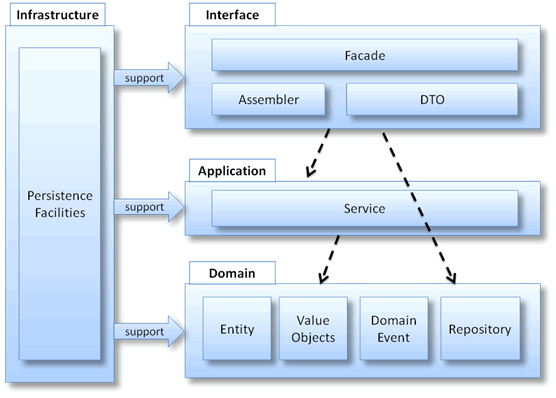 Infrastructure
Interface
Facade
support
Assembler
DTO
Application
Persistence
Facilities
support
Service
Domain
support
Entity
Value
Objects
Domain
Event
Repository